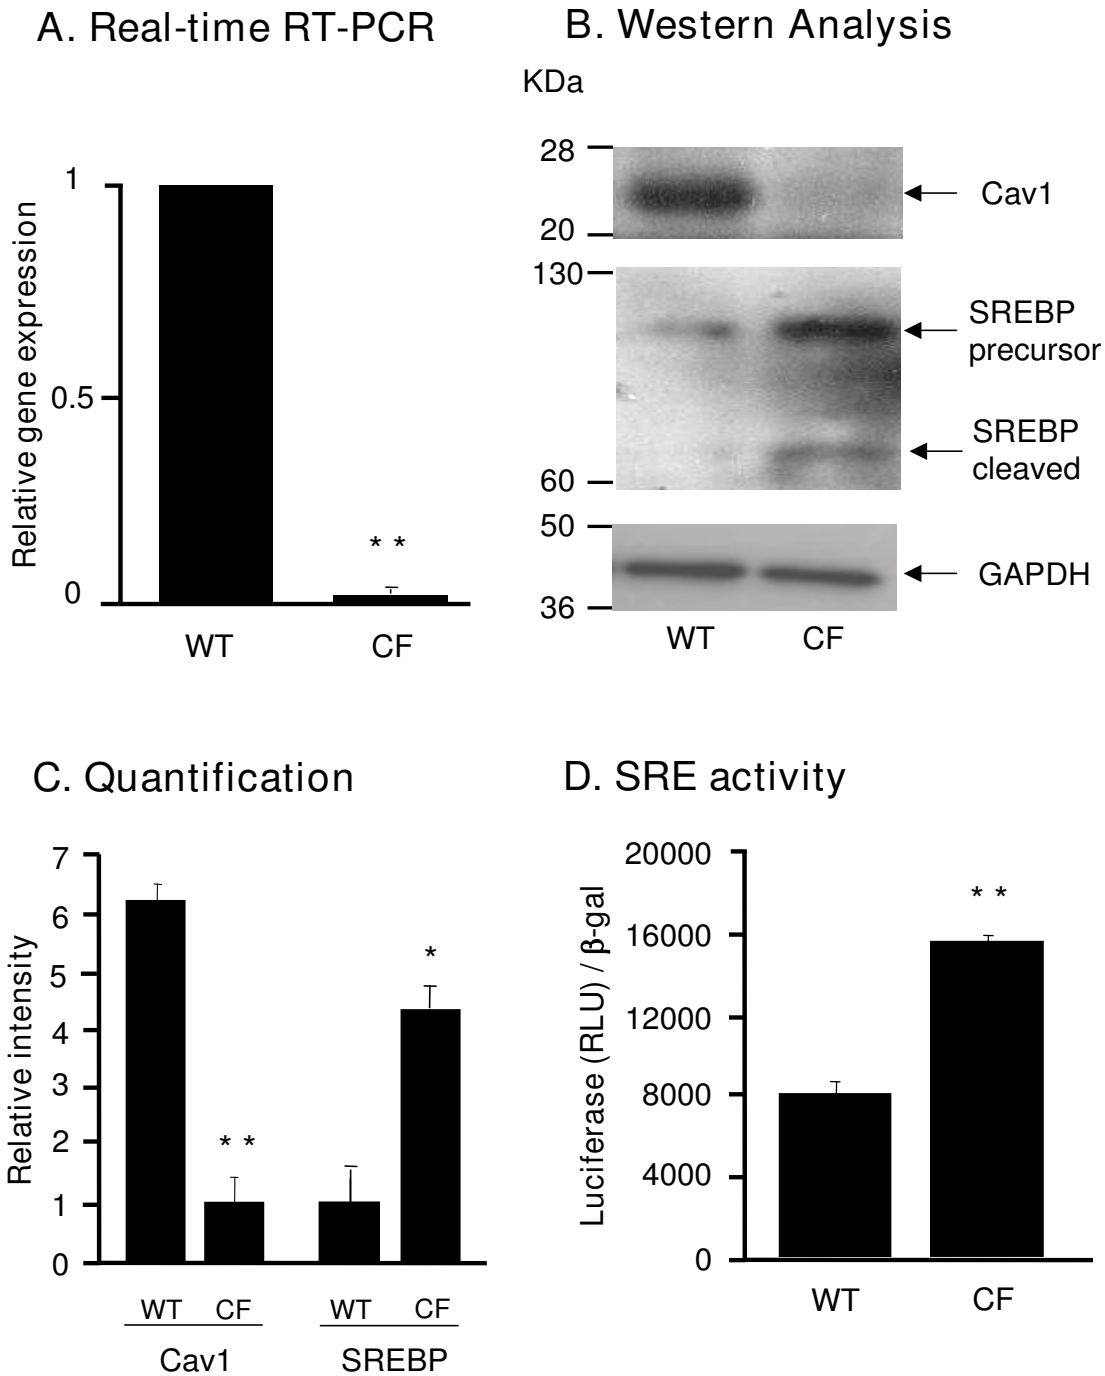 A. Real-time RT-PCR
Relative gene expression
1
0.5
0
* *
WT CF
B. Western Analysis
KDa
28
20
Cav1
130
60
SREBP
precursor
SREBP
cleaved
50
36
GAPDH
WT CF
C. Quantification
Relative intensity
7
6
5
4
3
2
1
0
* *
*
WT CF WT CF
Cav1 SREBP
D. SRE activity
Luciferase (RLU) / β-gal
20000
16000
12000
8000
4000
0
* *
WT CF